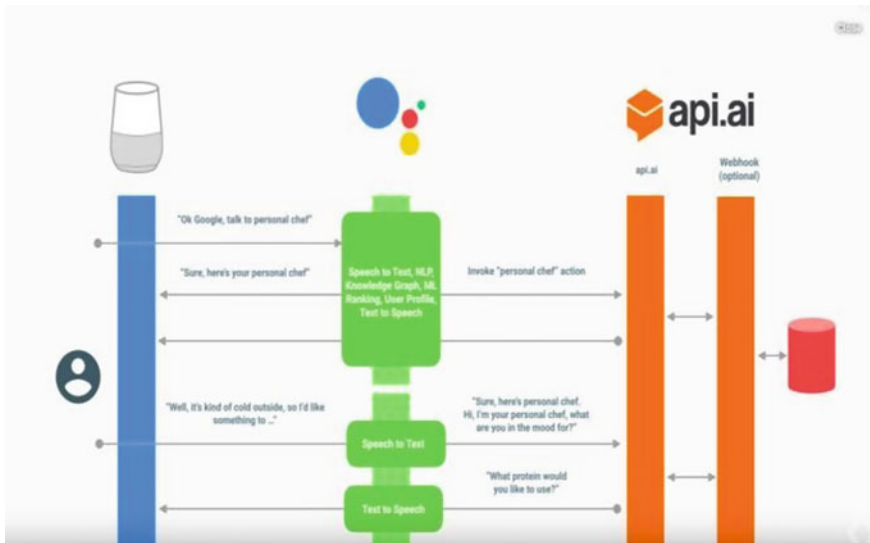 Close
api.ai
api.ai
Webhook
(optional)
"Ok Google, talk to personal chef"
"Sure, here's your personal chef"
Speech to Text, NLP,
Knowledge Graph, ML
Ranking, User Profile,
Text to Speech
Invoke "personal chef" action
"Well, it's kind of cold outside, so I'd like
something to ..."
"Sure, here's personal chef.
Hi, I'm your personal chef, what
are you in the mood for?"
Speech to Text
"What protein would
you like to use?"
Text to Speech